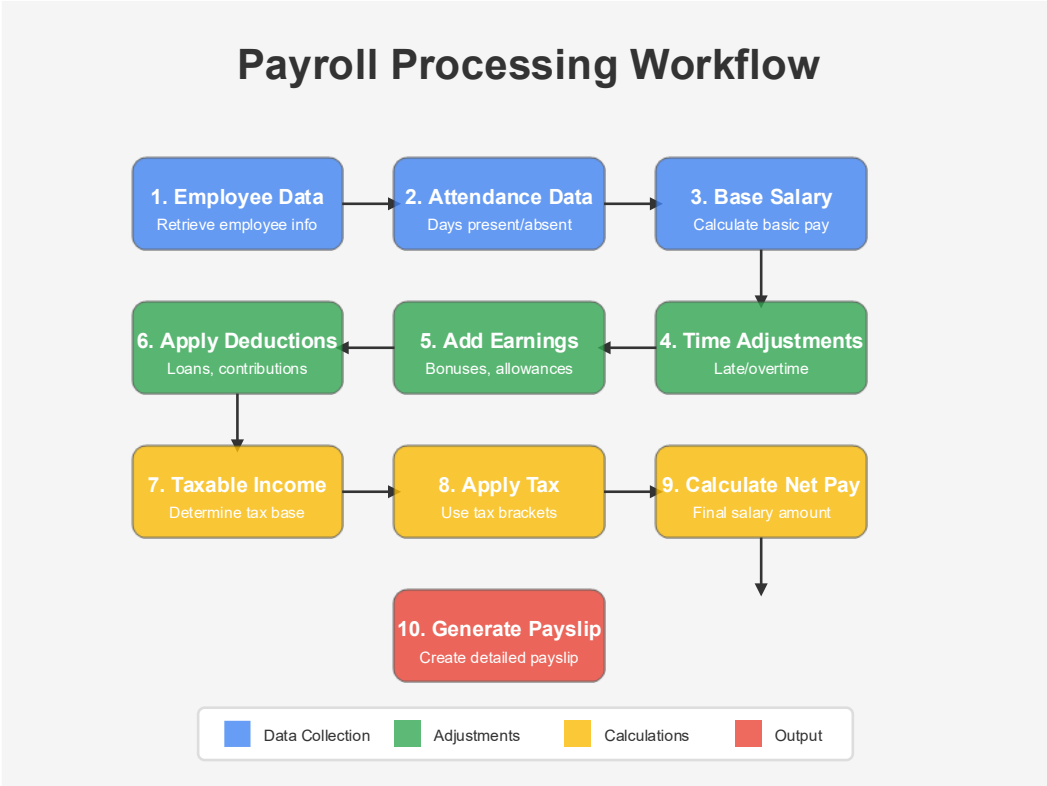 Payroll Processing Workflow
1. Employee Data
Retrieve employee info
2. Attendance Data
Days present/absent
3. Base Salary
Calculate basic pay
4. Time Adjustments
Late/overtime
5. Add Earnings
Bonuses, allowances
6. Apply Deductions
Loans, contributions
7. Taxable Income
Determine tax base
8. Apply Tax
Use tax brackets
9. Calculate Net Pay
Final salary amount
10. Generate Payslip
Create detailed payslip
Data Collection
Adjustments
Calculations
Output